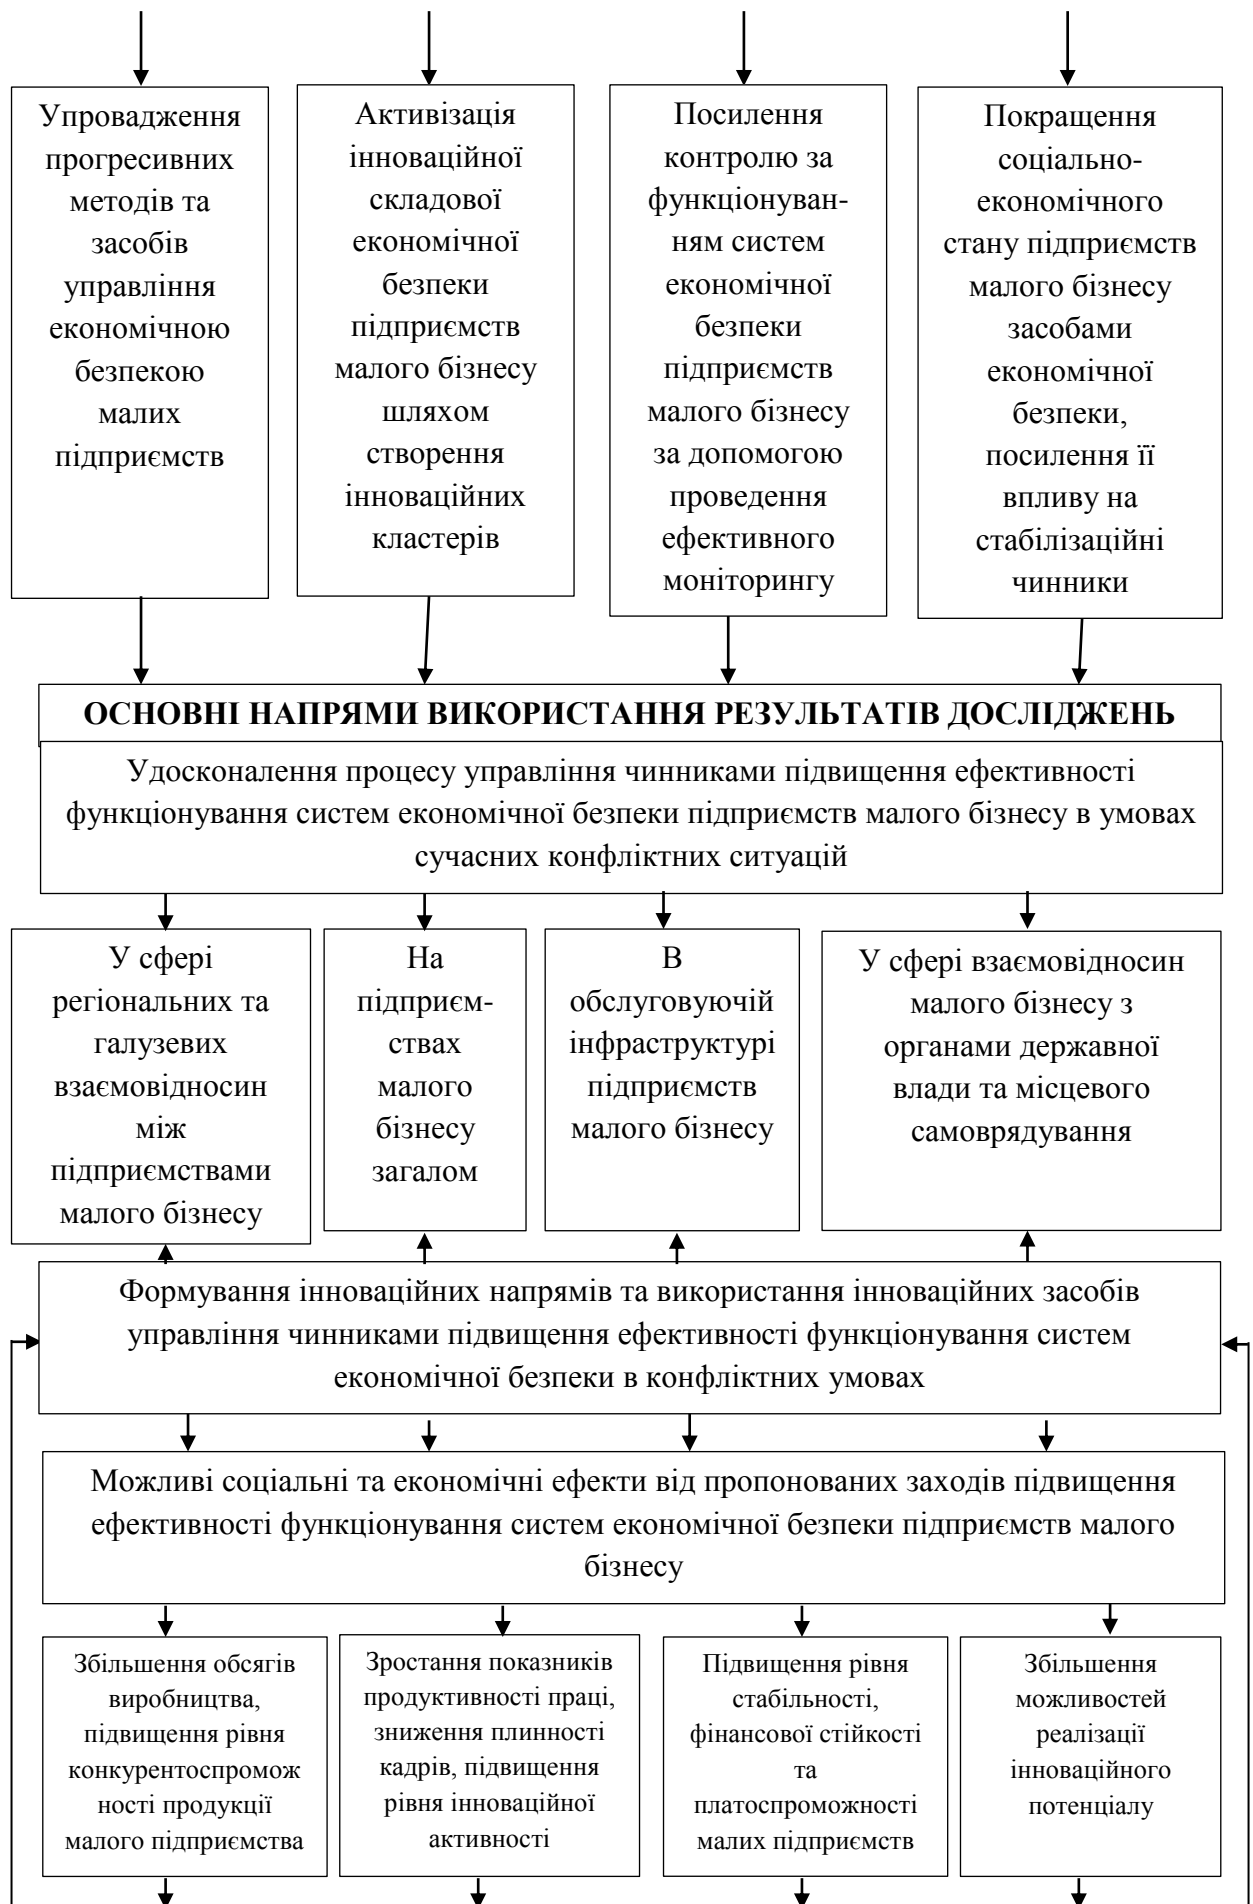 Упровадження
прогресивних
методів та
засобів
управління
економічною
безпекою
малих
підприємств
Активізація
інноваційної
складової
економічної
безпеки
підприємств
малого бізнесу
шляхом
створення
інноваційних
кластерів
Посилення
контролю за
функціонуван-
ням систем
економічної
безпеки
підприємств
малого бізнесу
за допомогою
проведення
ефективного
моніторингу
Покращення
соціально-
економічного
стану підприємств
малого бізнесу
засобами
економічної
безпеки,
посилення її
впливу на
стабілізаційні
чинники
ОСНОВНІ НАПРЯМИ ВИКОРИСТАННЯ РЕЗУЛЬТАТІВ ДОСЛІДЖЕНЬ
Удосконалення процесу управління чинниками підвищення ефективності
функціонування систем економічної безпеки підприємств малого бізнесу в умовах
сучасних конфліктних ситуацій
У сфері
регіональних та
галузевих
взаємовідносин
між
підприємствами
малого бізнесу
На
підприєм-
ствах
малого
бізнесу
загалом
В
обслуговуючій
інфраструктурі
підприємств
малого бізнесу
У сфері взаємовідносин
малого бізнесу з
органами державної
влади та місцевого
самоврядування
Формування інноваційних напрямів та використання інноваційних засобів
управління чинниками підвищення ефективності функціонування систем
економічної безпеки в конфліктних умовах
Можливі соціальні та економічні ефекти від пропонованих заходів підвищення
ефективності функціонування систем економічної безпеки підприємств малого
бізнесу
Збільшення обсягів
виробництва,
підвищення рівня
конкурентоспромож
ності продукції
малого підприємства
Зростання показників
продуктивності праці,
зниження плинності
кадрів, підвищення
рівня інноваційної
активності
Підвищення рівня
стабільності,
фінансової стійкості
та
платоспроможності
малих підприємств
Збільшення
можливостей
реалізації
інноваційного
потенціалу